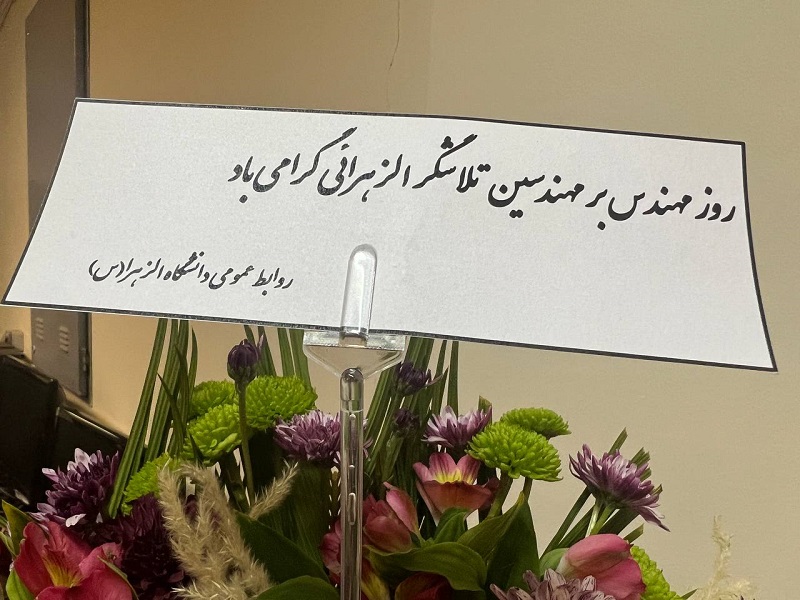 روز مهندس بر مهندسین تلاشگر الزهرائی گرامی باد
روابط عمومی دانشگاه الزهرا(س)